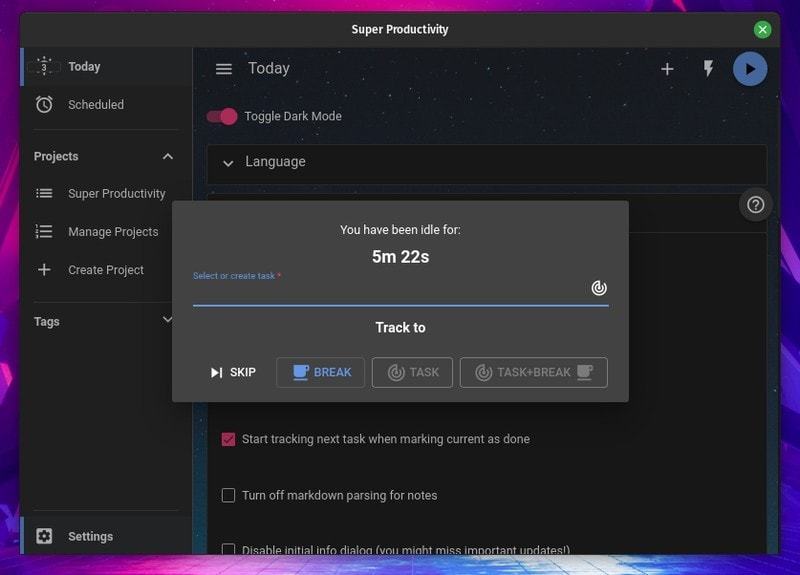 Super Productivity
3
Today
Scheduled
Projects
Super Productivity
Manage Projects
Create Project
Tags
Settings
Today
Toggle Dark Mode
Language
You have been idle for:
5m 22s
Select or create task *
Track to
SKIP
BREAK
TASK
TASK+BREAK
Start tracking next task when marking current as done
Turn off markdown parsing for notes
Disable initial info dialog (you might miss important updates!)